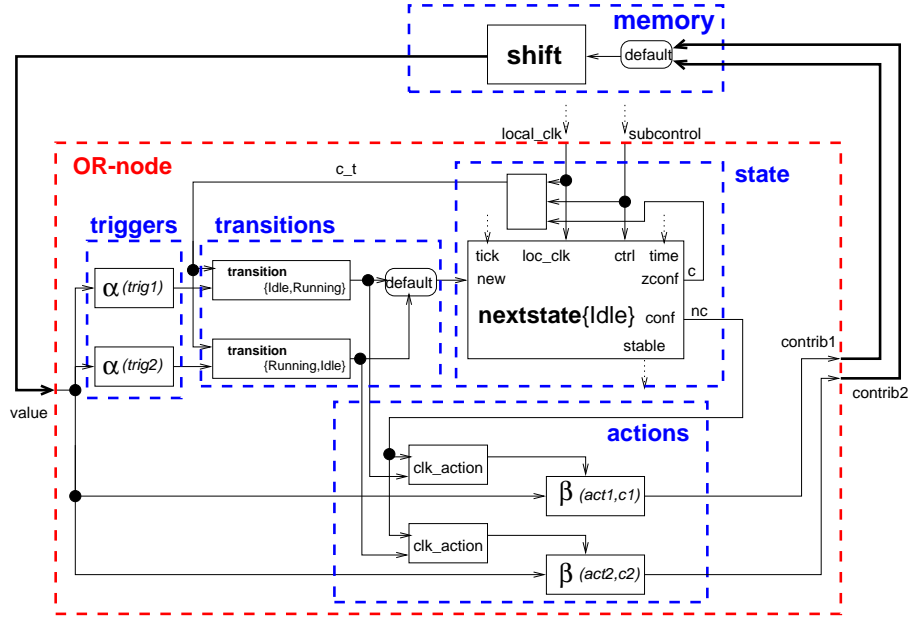 memory
shift
default
local_clk
subcontrol
OR-node
c_t
state
triggers
transitions
tick
loc_clk
ctrl
time
new
zconf
c
α (trig1)
transition
{Idle,Running}
default
nextstate{Idle}
conf
nc
stable
α (trig2)
transition
{Running,Idle}
contrib1
value
contrib2
actions
clk_action
β (act1,c1)
clk_action
β (act2,c2)